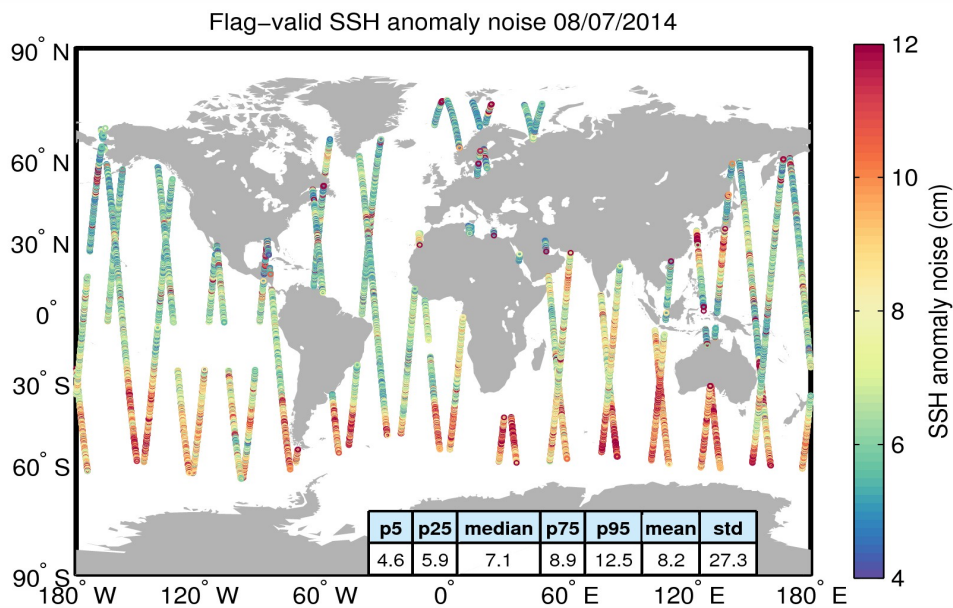 Flag−valid SSH anomaly noise 08/07/2014
90° N
60° N
30° N
0°
30° S
60° S
90° S
180° W 120° W 60° W 0° 60° E 120° E 180° E
p5 p25 median p75 p95 mean std
4.6 5.9 7.1 8.9 12.5 8.2 27.3
12
10
8
6
4
SSH anomaly noise (cm)